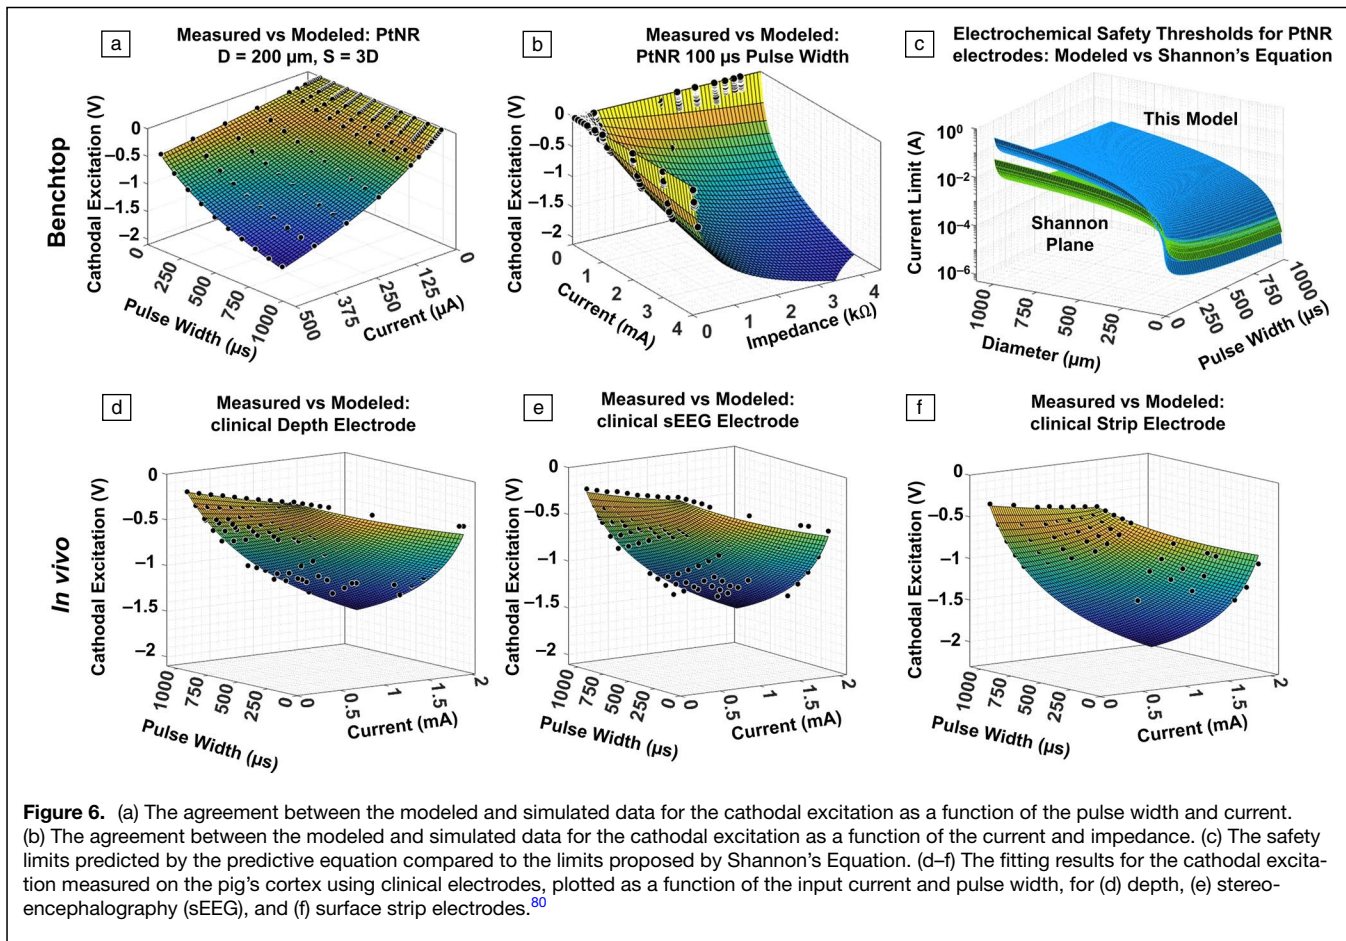 a
Measured vs Modeled: PtNR
D = 200 µm, S = 3D
b
Measured vs Modeled:
PtNR 100 µs Pulse Width
c
Electrochemical Safety Thresholds for PtNR
electrodes: Modeled vs Shannon's Equation
Benchtop
Cathodal Excitation (V)
0
–0.5
–1
–1.5
–2
0
250
500
750
1000
Pulse Width (µs)
500
375
125
0
Current (µA)
Cathodal Excitation (V)
0
–0.5
–1
–1.5
–2
0
1
2
3
4
Current (mA)
0
1
2
3
4
Impedance (kΩ)
Current Limit (A)
10⁰
10⁻²
10⁻⁴
10⁻⁶
This Model
Shannon
Plane
1000
750
500
250
0
Diameter (µm)
0
250
500
750
1000
Pulse Width (µs)
d
Measured vs Modeled:
clinical Depth Electrode
e
Measured vs Modeled:
clinical sEEG Electrode
f
Measured vs Modeled:
clinical Strip Electrode
In vivo
Cathodal Excitation (V)
0
–0.5
–1
–1.5
–2
1000
750
500
250
0
Pulse Width (µs)
0
0.5
1
1.5
2
Current (mA)
Cathodal Excitation (V)
0
–0.5
–1
–1.5
–2
1000
750
500
250
0
Pulse Width (µs)
0
0.5
1
1.5
2
Current (mA)
Cathodal Excitation (V)
0
–0.5
–1
–1.5
–2
1000
750
500
250
0
Pulse Width (µs)
0
0.5
1
1.5
2
Current (mA)
Figure 6. (a) The agreement between the modeled and simulated data for the cathodal excitation as a function of the pulse width and current.
(b) The agreement between the modeled and simulated data for the cathodal excitation as a function of the current and impedance. (c) The safety
limits predicted by the predictive equation compared to the limits proposed by Shannon's Equation. (d–f) The fitting results for the cathodal excita-
tion measured on the pig's cortex using clinical electrodes, plotted as a function of the input current and pulse width, for (d) depth, (e) stereo-
encephalography (sEEG), and (f) surface strip electrodes.⁸⁰